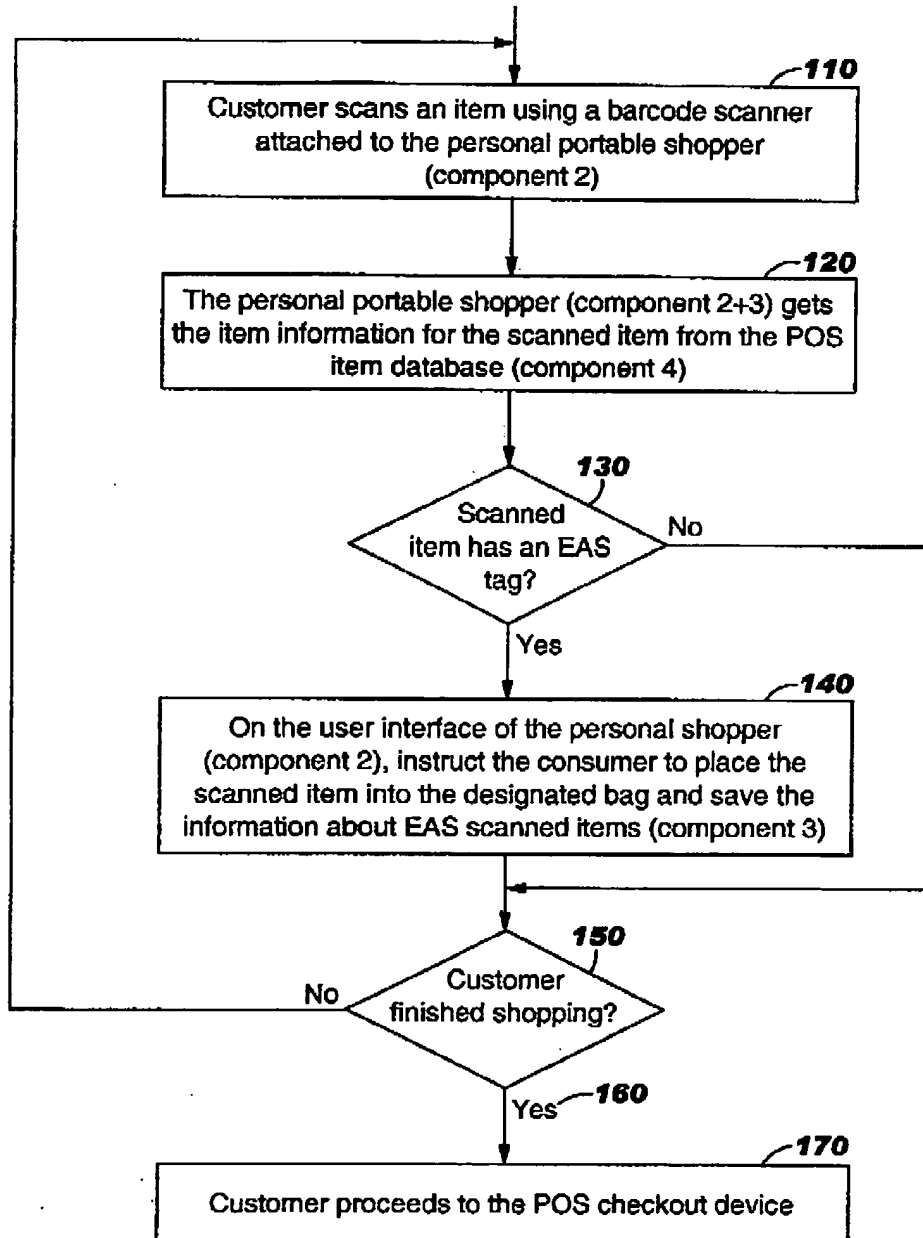 110
Customer scans an item using a barcode scanner
attached to the personal portable shopper
(component 2)
120
The personal portable shopper (component 2+3) gets
the item information for the scanned item from the POS
item database (component 4)
130
Scanned
item has an EAS
tag?
No
Yes
140
On the user interface of the personal shopper
(component 2), instruct the consumer to place the
scanned item into the designated bag and save the
information about EAS scanned items (component 3)
150
Customer
finished shopping?
No
Yes 160
170
Customer proceeds to the POS checkout device